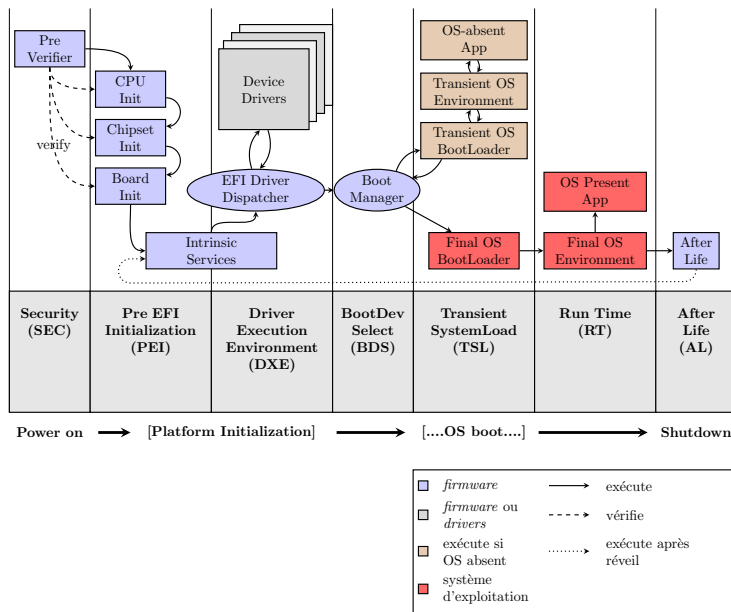 Pre
Verifier
CPU
Init
Chipset
Init
verify
Board
Init
Device
Drivers
EFI Driver
Dispatcher
Intrinsic
Services
Boot
Manager
OS-absent
App
Transient OS
Environment
Transient OS
BootLoader
OS Present
App
Final OS
BootLoader
Final OS
Environment
After
Life
Security
(SEC)
Pre EFI
Initialization
(PEI)
Driver
Execution
Environment
(DXE)
BootDev
Select
(BDS)
Transient
SystemLoad
(TSL)
Run Time
(RT)
After
Life
(AL)
Power on
[Platform Initialization]
[....OS boot....]
Shutdown
firmware
exécute
firmware ou
drivers
vérifie
exécute si
OS absent
exécute après
réveil
système
d'exploitation